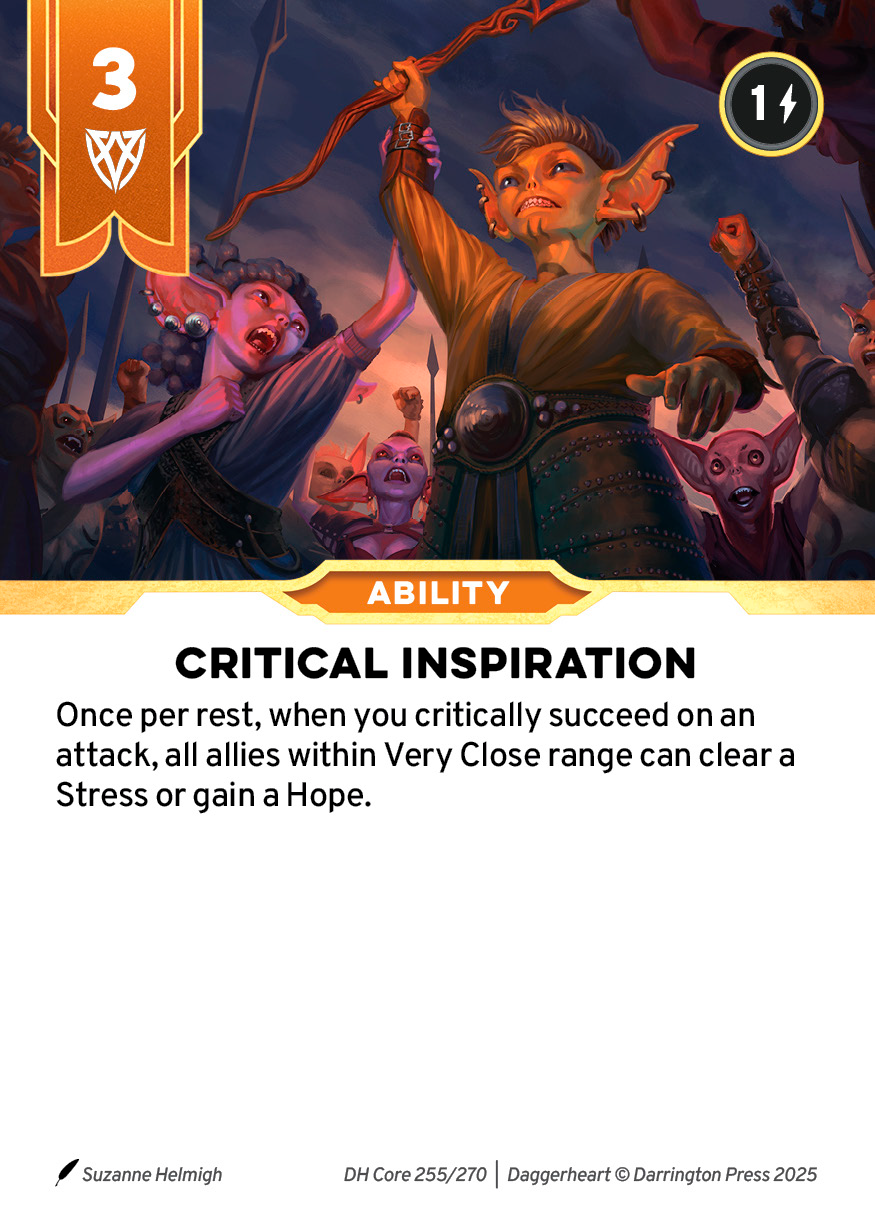 3
1
ABILITY
CRITICAL INSPIRATION
Once per rest, when you critically succeed on an
attack, all allies within Very Close range can clear a
Stress or gain a Hope.
Suzanne Helmigh
DH Core 255/270 | Daggerheart © Darrington Press 2025